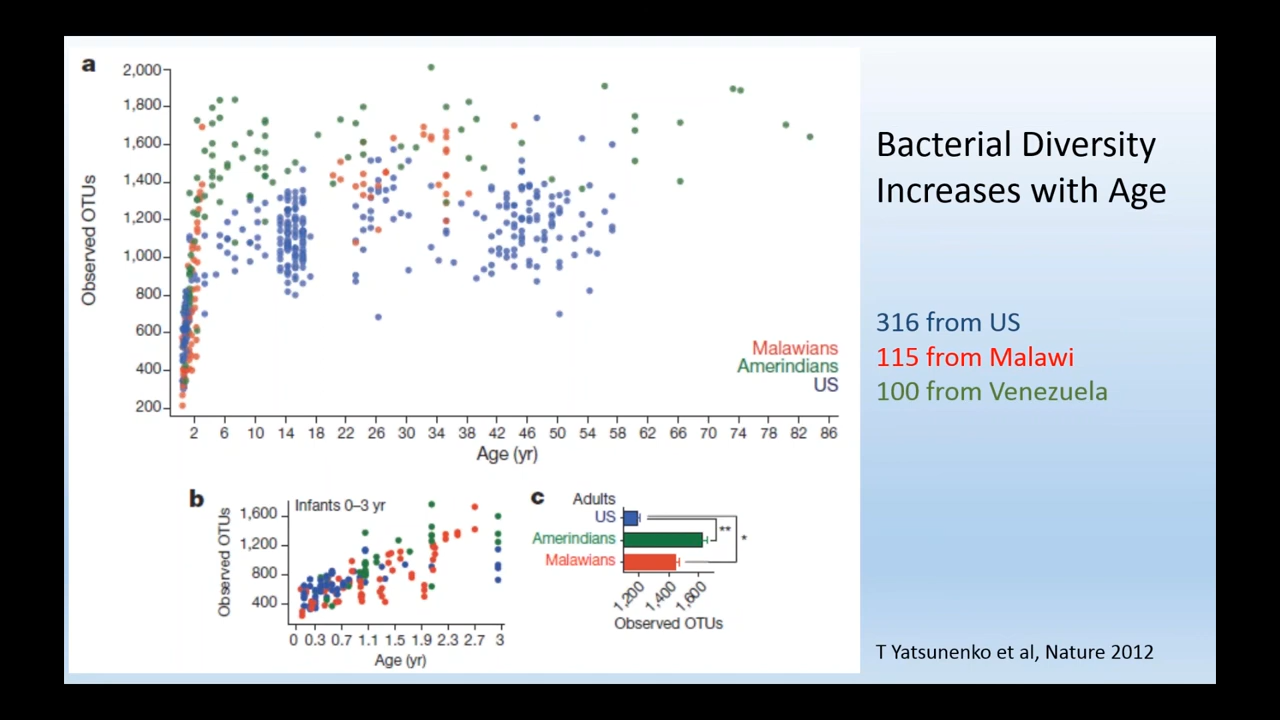 a
2,000
1,800
1,600
1,400
1,200
1,000
800
600
400
200
Observed OTUs
Malawians
Amerindians
US
2 6 10 14 18 22 26 30 34 38 42 46 50 54 58 62 66 70 74 78 82 86
Age (yr)
b
Infants 0–3 yr
1,600
1,200
800
400
Observed OTUs
0 0.3 0.7 1.1 1.5 1.9 2.3 2.7 3
Age (yr)
c
Adults
US
Amerindians
Malawians
**
*
1,200 1,400 1,600
Observed OTUs
Bacterial Diversity
Increases with Age
316 from US
115 from Malawi
100 from Venezuela
T Yatsunenko et al, Nature 2012